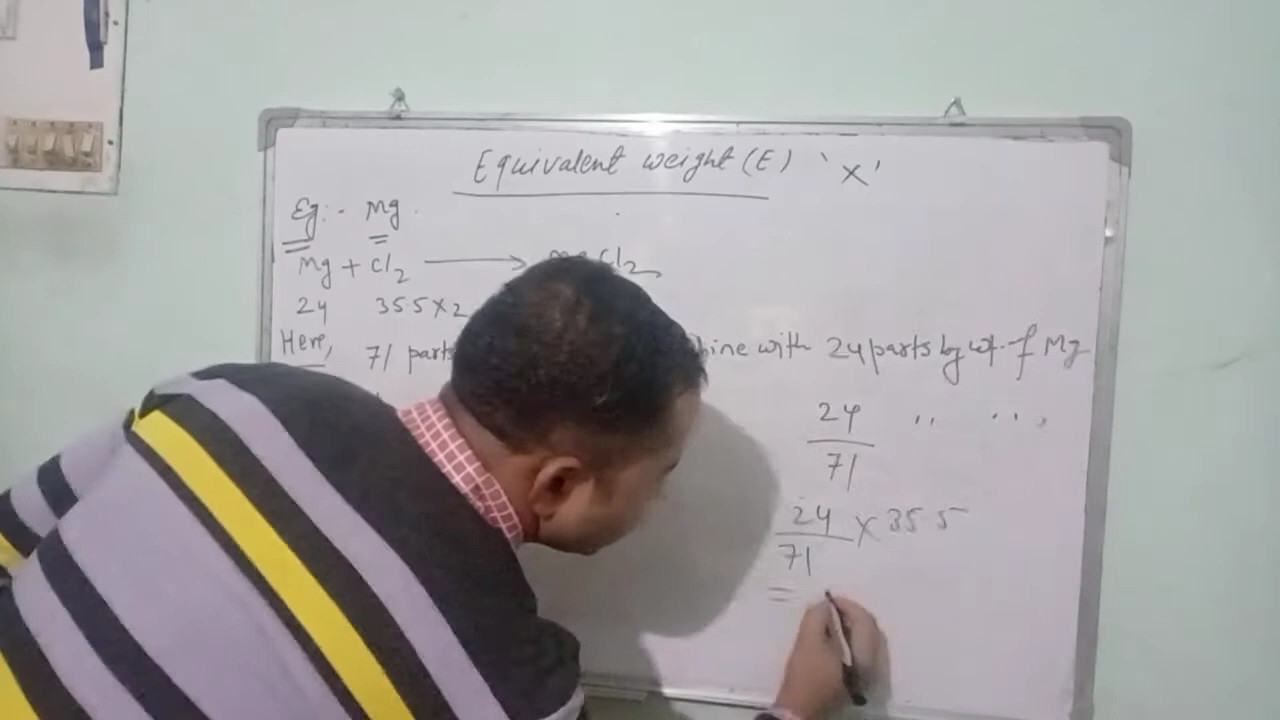 Equivalent weight (E) 'X'
Eg:- Mg.
Mg + Cl2 ⟶ Cl2
24 35.5×2
Here, 71 parts with 24 parts by wt. of Mg
24 ,, ,,
71
24 × 35.5
71
=